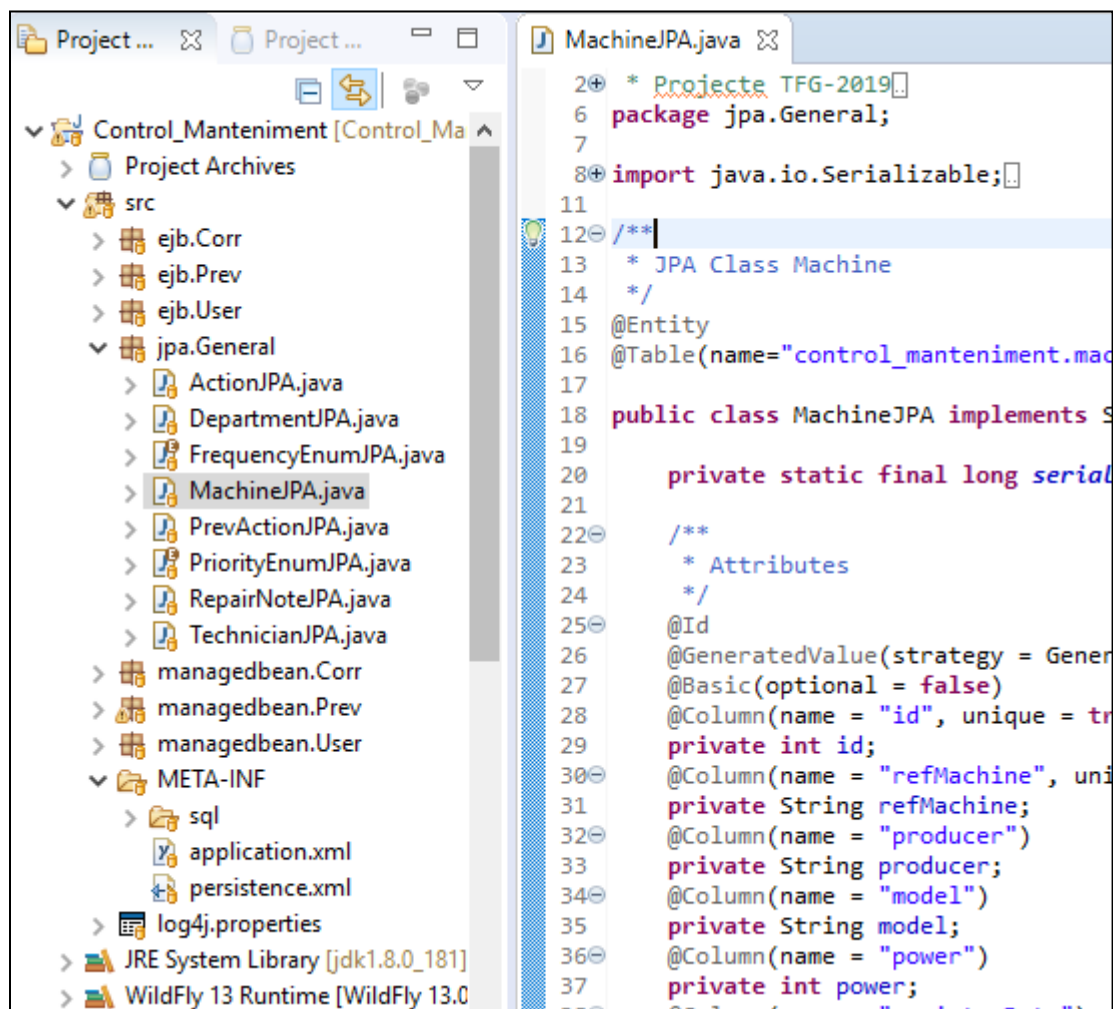 Project ...
Project ...
Control_Manteniment [Control_Ma
Project Archives
src
ejb.Corr
ejb.Prev
ejb.User
jpa.General
ActionJPA.java
DepartmentJPA.java
FrequencyEnumJPA.java
MachineJPA.java
PrevActionJPA.java
PriorityEnumJPA.java
RepairNoteJPA.java
TechnicianJPA.java
managedbean.Corr
managedbean.Prev
managedbean.User
META-INF
sql
application.xml
persistence.xml
log4j.properties
JRE System Library [jdk1.8.0_181]
WildFly 13 Runtime [WildFly 13.0
MachineJPA.java
2 * Projecte TFG-2019
6 package jpa.General;
7
8 import java.io.Serializable;
11
12 /**
13 * JPA Class Machine
14 */
15 @Entity
16 @Table(name="control_manteniment.mac
17
18 public class MachineJPA implements S
19
20 private static final long serial
21
22 /**
23 * Attributes
24 */
25 @Id
26 @GeneratedValue(strategy = Gener
27 @Basic(optional = false)
28 @Column(name = "id", unique = tr
29 private int id;
30 @Column(name = "refMachine", uni
31 private String refMachine;
32 @Column(name = "producer")
33 private String producer;
34 @Column(name = "model")
35 private String model;
36 @Column(name = "power")
37 private int power;